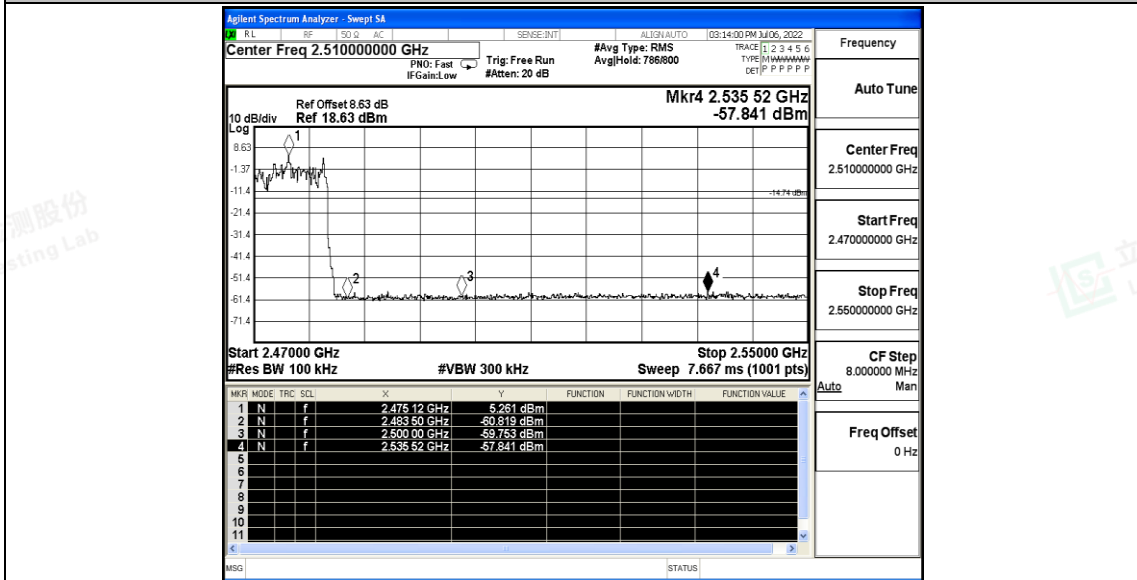 Agilent Spectrum Analyzer - Swept SA
RL RF 50 Ω AC SENSE:INT ALIGNAUTO 03:14:00 PM Jul 06, 2022
Center Freq 2.510000000 GHz
PNO: Fast
IFGain:Low
Trig: Free Run
#Atten: 20 dB
#Avg Type: RMS
Avg|Hold: 786/800
TRACE 1 2 3 4 5 6
TYPE M WWWWW
DET P P P P P P
Frequency
Mkr4 2.535 52 GHz
-57.841 dBm
Ref Offset 8.63 dB
Ref 18.63 dBm
10 dB/div
Log
8.63
-1.37
-11.4
-21.4
-31.4
-41.4
-51.4
-61.4
-71.4
1
2
3
4
-14.74 dBm
Start 2.47000 GHz Stop 2.55000 GHz
#Res BW 100 kHz #VBW 300 kHz Sweep 7.667 ms (1001 pts)
MKR MODE TRC SCL X Y FUNCTION FUNCTION WIDTH FUNCTION VALUE
1 N f 2.475 12 GHz 5.261 dBm
2 N f 2.483 50 GHz -60.819 dBm
3 N f 2.500 00 GHz -59.753 dBm
4 N f 2.535 52 GHz -57.841 dBm
5
6
7
8
9
10
11
MSG STATUS
Auto Tune
Center Freq
2.510000000 GHz
Start Freq
2.470000000 GHz
Stop Freq
2.550000000 GHz
CF Step
8.000000 MHz
Auto Man
Freq Offset
0 Hz
测股份
sting Lab
立